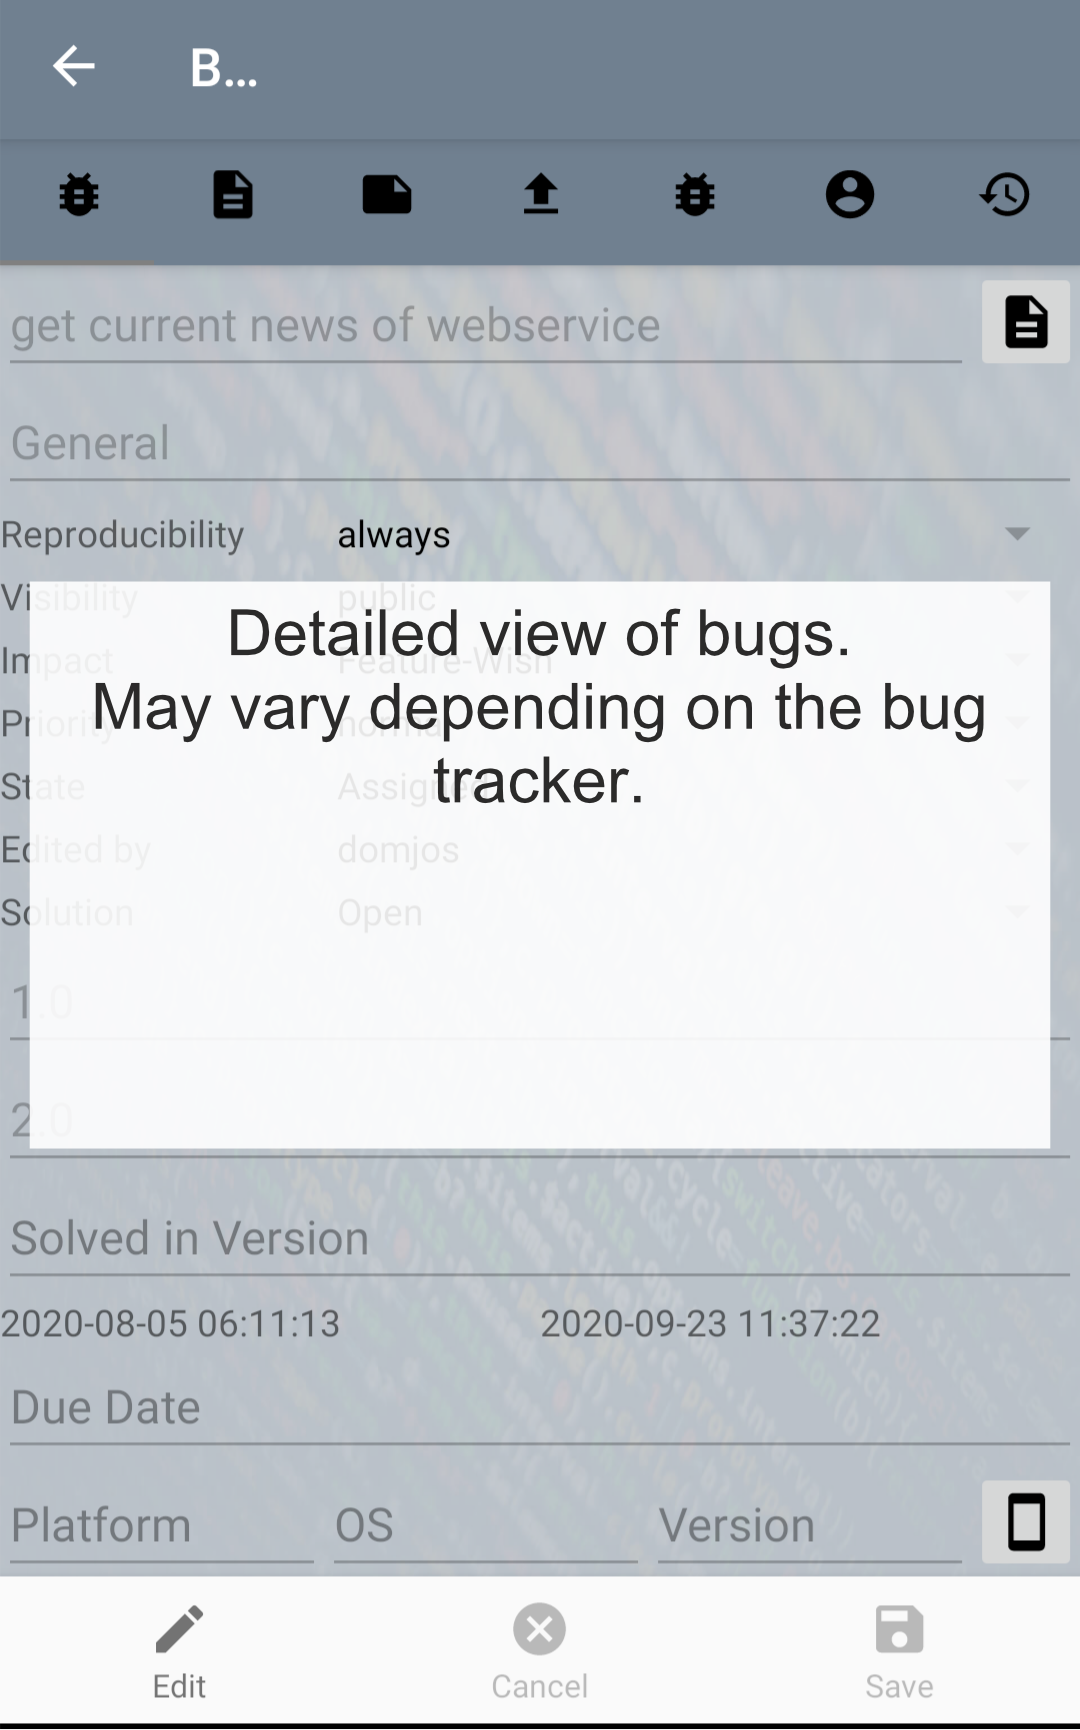 B...
get current news of webservice
General
Reproducibility always
Visibility public
Impact Feature-Wish
Detailed view of bugs.
Priority normal
May vary depending on the bug
State Assigned
tracker.
Edited by domjos
Solution Open
1.0
2.0
Solved in Version
2020-08-05 06:11:13 2020-09-23 11:37:22
Due Date
Platform OS Version
Edit Cancel Save